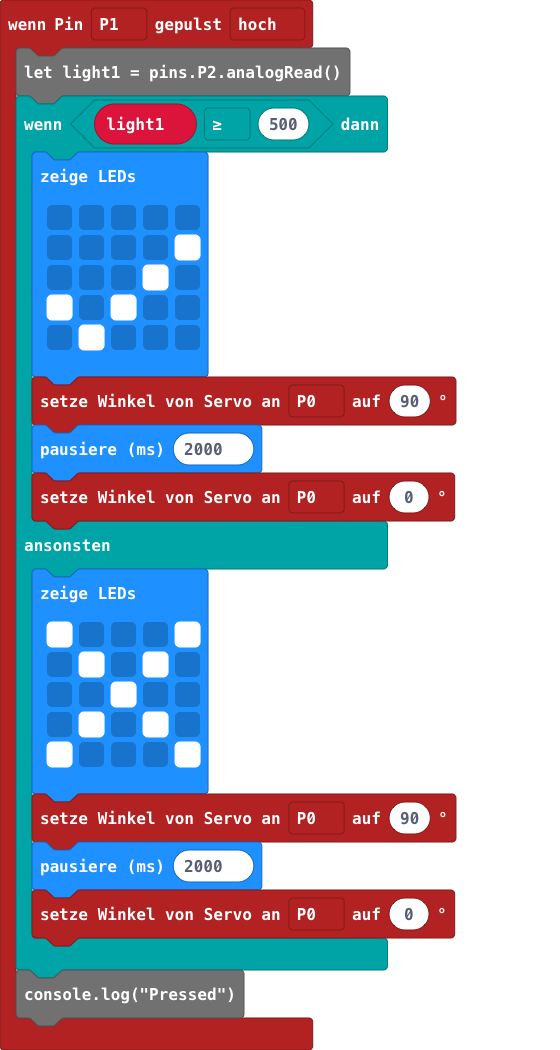 wenn Pin P1 gepulst hoch
let light1 = pins.P2.analogRead()
wenn light1 ≥ 500 dann
zeige LEDs
setze Winkel von Servo an P0 auf 90 °
pausiere (ms) 2000
setze Winkel von Servo an P0 auf 0 °
ansonsten
zeige LEDs
setze Winkel von Servo an P0 auf 90 °
pausiere (ms) 2000
setze Winkel von Servo an P0 auf 0 °
console.log("Pressed")